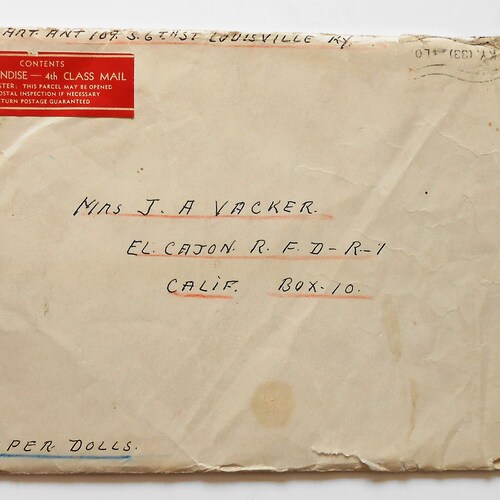 ART. ANT 109. S. 6TH ST LOUISVILLE KY.
CONTENTS
NDISE — 4th CLASS MAIL
STER: THIS PARCEL MAY BE OPENED
OSTAL INSPECTION IF NECESSARY
TURN POSTAGE GUARANTEED
MRS J. A VACKER.
EL CAJON. R. F. D - R-1
CALIF. BOX-10.
PER DOLLS.